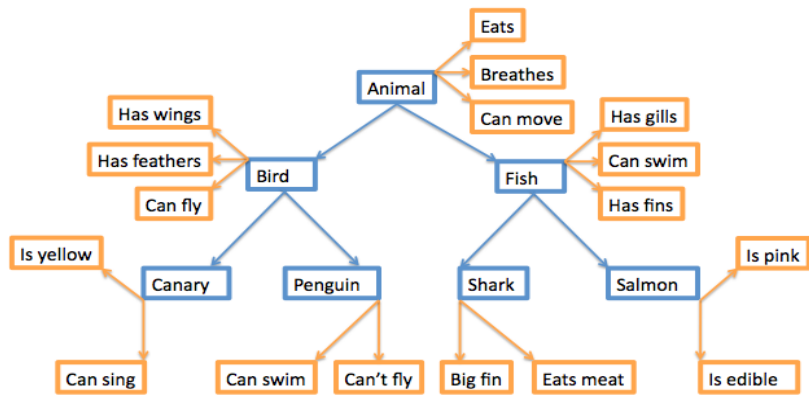 Eats
Animal
Breathes
Can move
Has wings
Has feathers
Can fly
Bird
Fish
Has gills
Can swim
Has fins
Is yellow
Canary
Penguin
Shark
Salmon
Is pink
Can sing
Can swim
Can't fly
Big fin
Eats meat
Is edible